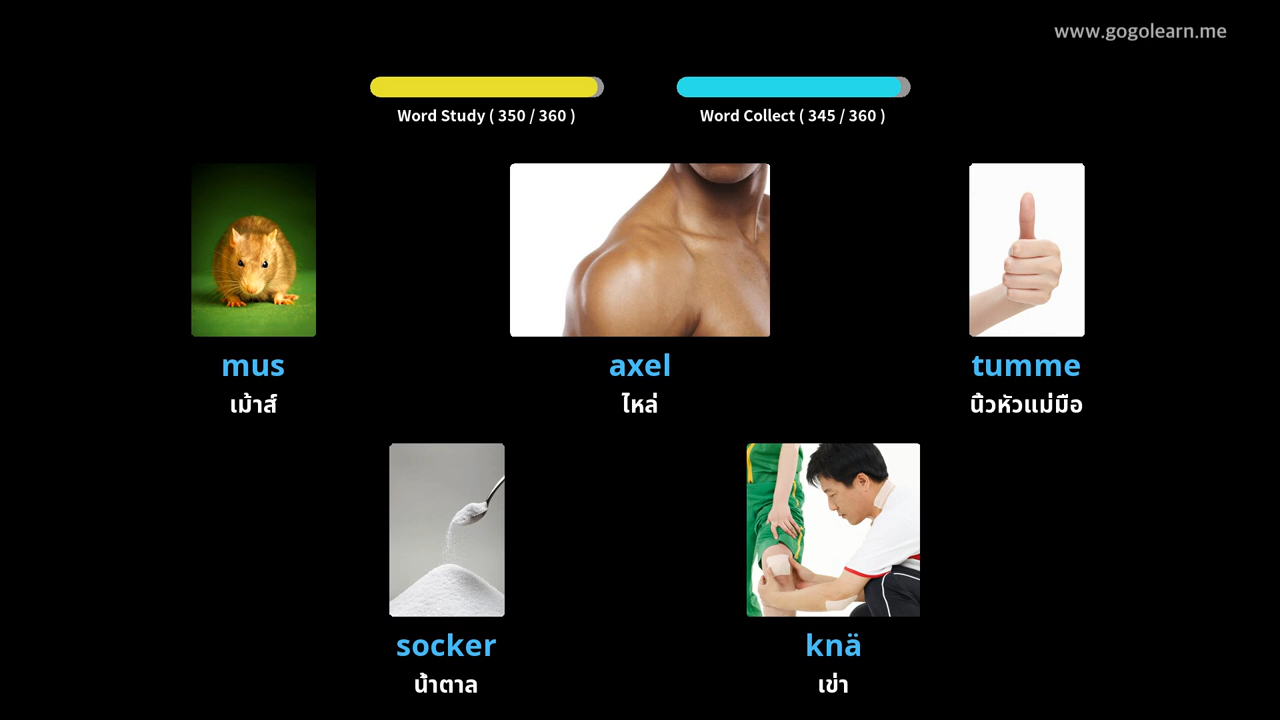 www.gogolearn.me
Word Study ( 350 / 360 )
Word Collect ( 345 / 360 )
mus
เม้าส์
axel
ไหล่
tumme
นิ้วหัวแม่มือ
socker
น้ำตาล
knä
เข่า